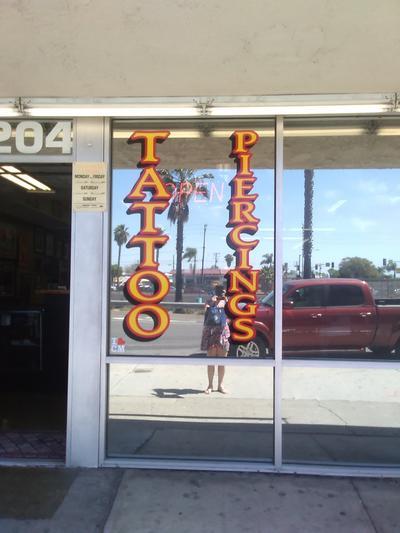 204
MONDAY - FRIDAY
SATURDAY
SUNDAY
TATTOO
OPEN
PIERCINGS